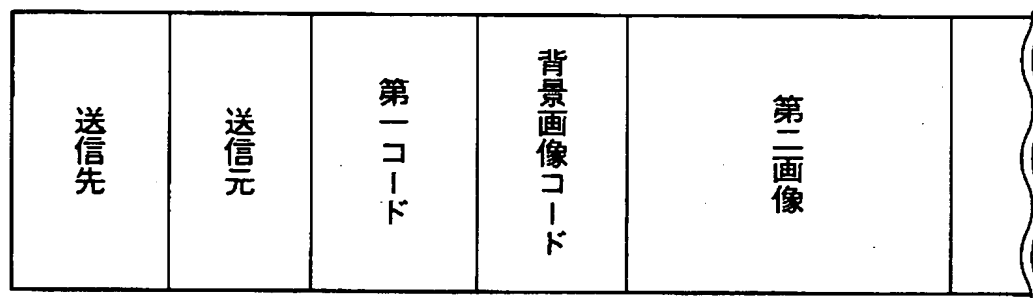 送信先
送信元
第一コード
背景画像コード
第二画像